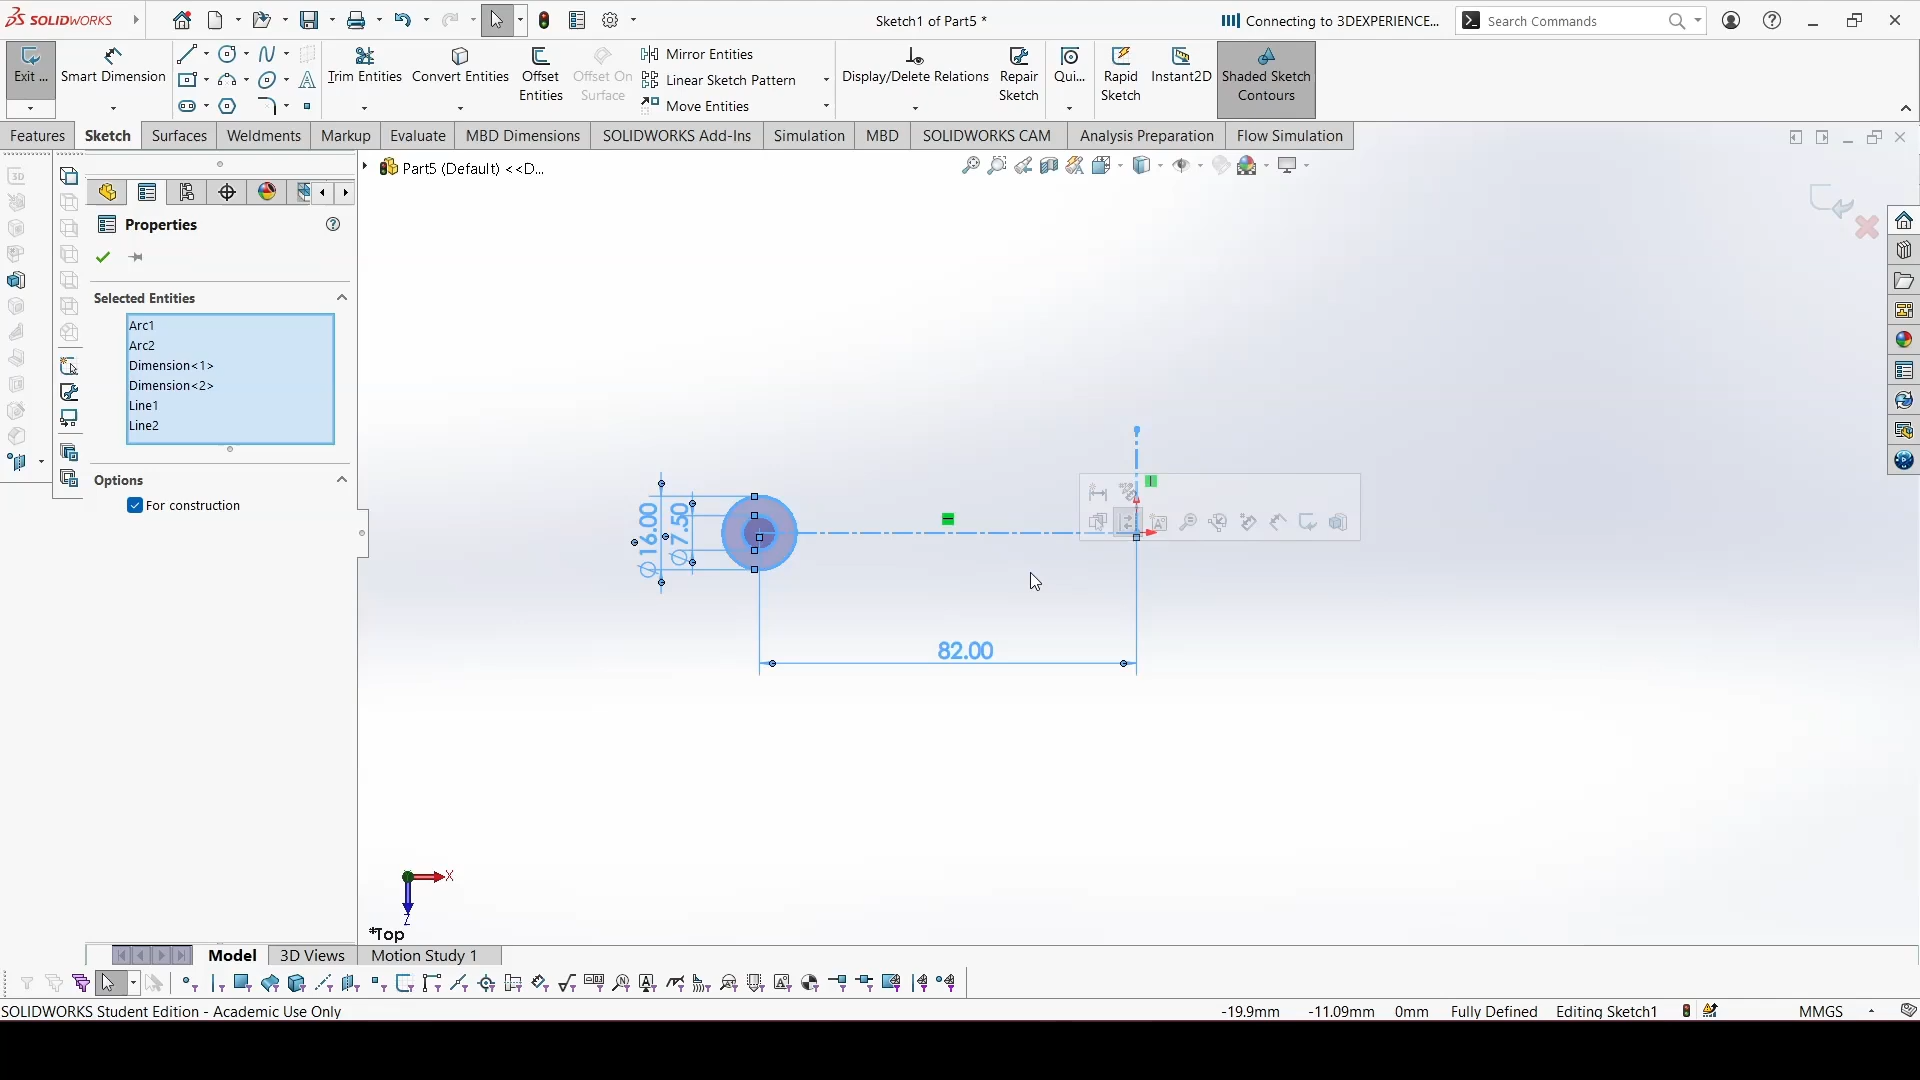 SOLIDWORKS
Sketch1 of Part5 *
Connecting to 3DEXPERIENCE...
Search Commands
Exit ...
Smart Dimension
Trim Entities
Convert Entities
Offset Entities
Offset On Surface
Mirror Entities
Linear Sketch Pattern
Move Entities
Display/Delete Relations
Repair Sketch
Qui...
Rapid Sketch
Instant2D
Shaded Sketch Contours
Features
Sketch
Surfaces
Weldments
Markup
Evaluate
MBD Dimensions
SOLIDWORKS Add-Ins
Simulation
MBD
SOLIDWORKS CAM
Analysis Preparation
Flow Simulation
Part5 (Default) <<D...
Properties
Selected Entities
Arc1
Arc2
Dimension<1>
Dimension<2>
Line1
Line2
Options
For construction
∅16.00
∅7.50
82.00
X
Z
*Top
Model
3D Views
Motion Study 1
SOLIDWORKS Student Edition - Academic Use Only
-19.9mm
-11.09mm
0mm
Fully Defined
Editing Sketch1
MMGS